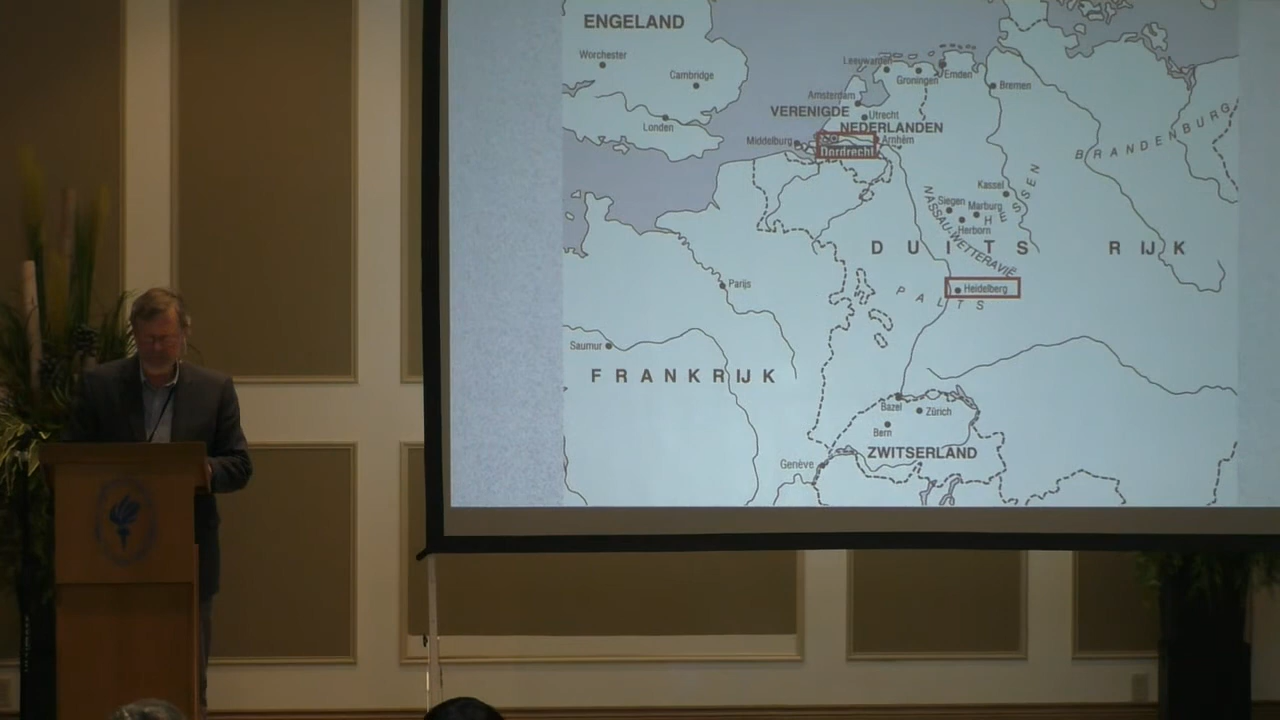 ENGELAND
Worchester
Cambridge
Londen
Leeuwarden
Groningen
Emden
Bremen
Amsterdam
VERENIGDE
Utrecht
NEDERLANDEN
Middelburg
Arnhem
Dordrecht
BRANDENBURG
Kassel
HESSEN
Siegen
Marburg
Herborn
NASSAU-WETTERAVIË
DUITS RIJK
Heidelberg
PALTS
Parijs
Saumur
FRANKRIJK
Bazel
Zürich
Bern
ZWITSERLAND
Genève